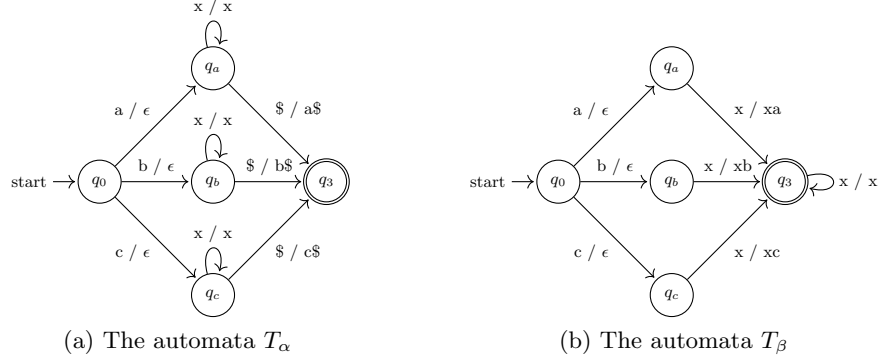 x / x
q_a
a / ϵ
$ / a$
x / x
start
q_0
b / ϵ
q_b
$ / b$
q_3
x / x
c / ϵ
$ / c$
q_c
(a) The automata T_α
q_a
a / ϵ
x / xa
start
q_0
b / ϵ
q_b
x / xb
q_3
x / x
c / ϵ
x / xc
q_c
(b) The automata T_β